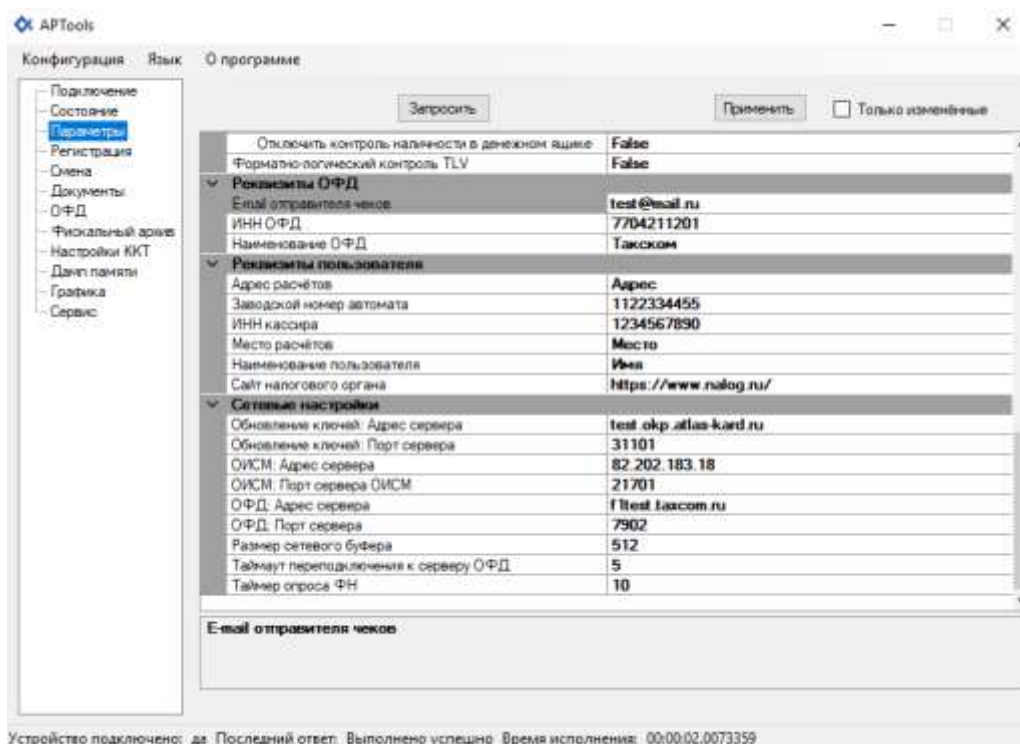 APTools
Конфигурация Язык О программе
Подключение
Состояние
Параметры
Регистрация
Смена
Документы
ОФД
Фискальный архив
Настройки ККТ
Дамп памяти
Графика
Сервис
Запросить Применить Только изменённые
Отключить контроль наличности в денежном ящике False
Форматно-логический контроль TLV False
Реквизиты ОФД
E-mail отправителя чеков test@mail.ru
ИНН ОФД 7704211201
Наименование ОФД Такском
Реквизиты пользователя
Адрес расчётов Адрес
Заводской номер автомата 1122334455
ИНН кассира 1234567890
Место расчётов Место
Наименование пользователя Имя
Сайт налогового органа https://www.nalog.ru/
Сетевые настройки
Обновление ключей: Адрес сервера test.okp.atlas-kard.ru
Обновление ключей: Порт сервера 31101
ОИСМ: Адрес сервера 82.202.183.18
ОИСМ: Порт сервера ОИСМ 21701
ОФД: Адрес сервера f1test.taxcom.ru
ОФД: Порт сервера 7902
Размер сетевого буфера 512
Таймаут переподключения к серверу ОФД 5
Таймер опроса ФН 10
E-mail отправителя чеков
Устройство подключено: да Последний ответ: Выполнено успешно Время исполнения: 00:00:02.0073359